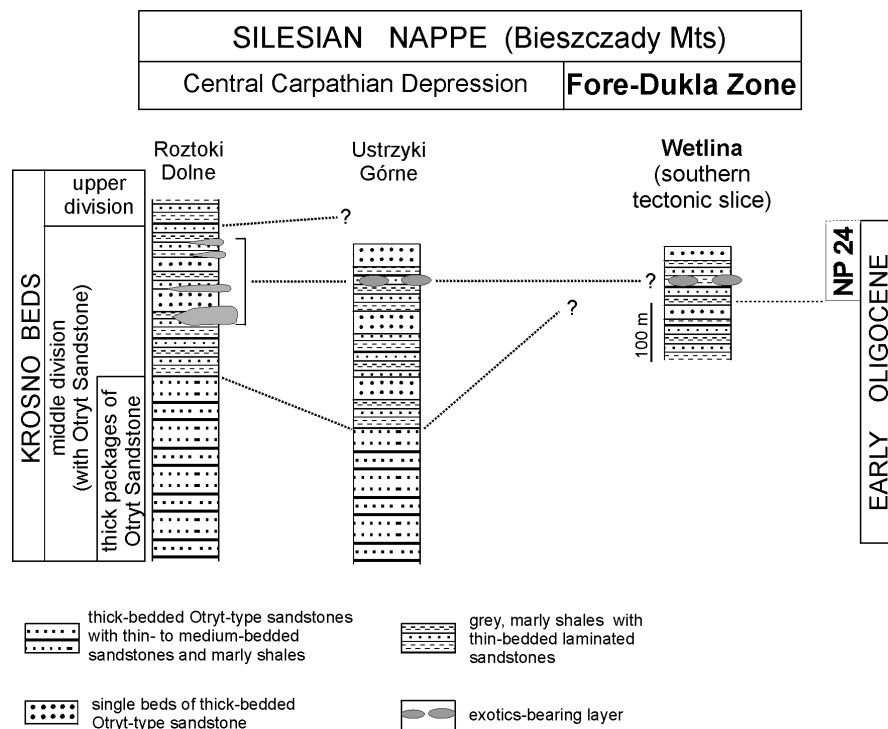 SILESIAN NAPPE (Bieszczady Mts)
Central Carpathian Depression
Fore-Dukla Zone
Roztoki
Dolne
Ustrzyki
Górne
Wetlina
(southern
tectonic slice)
KROSNO BEDS
upper
division
middle division
(with Otryt Sandstone)
thick packages of
Otryt Sandstone
?
?
?
100 m
NP 24
EARLY OLIGOCENE
thick-bedded Otryt-type sandstones
with thin- to medium-bedded
sandstones and marly shales
grey, marly shales with
thin-bedded laminated
sandstones
single beds of thick-bedded
Otryt-type sandstone
exotics-bearing layer